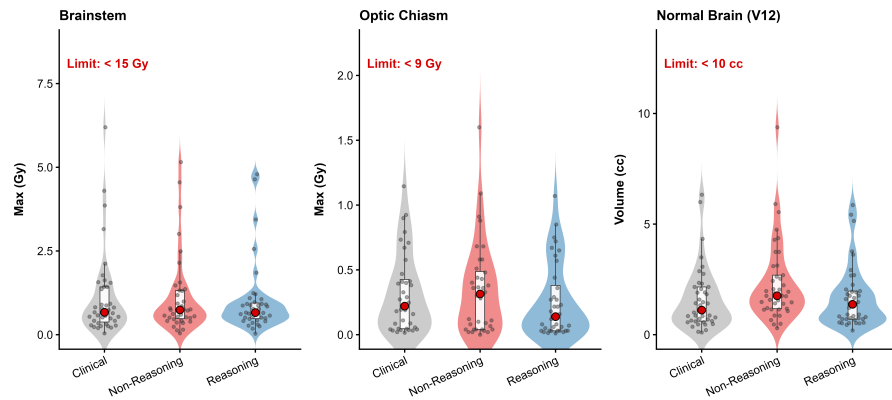 Brainstem
Limit: < 15 Gy
Max (Gy)
7.5
5.0
2.5
0.0
Clinical
Non-Reasoning
Reasoning
Optic Chiasm
Limit: < 9 Gy
Max (Gy)
2.0
1.5
1.0
0.5
0.0
Clinical
Non-Reasoning
Reasoning
Normal Brain (V12)
Limit: < 10 cc
Volume (cc)
10
5
0
Clinical
Non-Reasoning
Reasoning